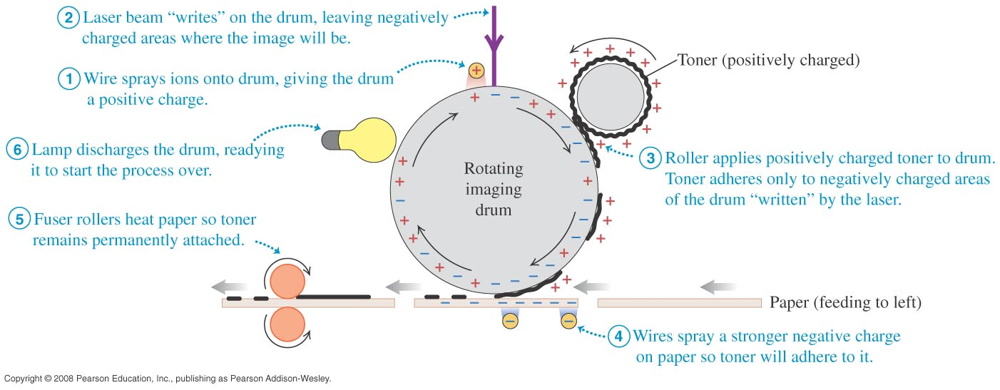 ② Laser beam “writes” on the drum, leaving negatively
charged areas where the image will be.
① Wire sprays ions onto drum, giving the drum
a positive charge.
Toner (positively charged)
⑥ Lamp discharges the drum, readying
it to start the process over.
③ Roller applies positively charged toner to drum.
Toner adheres only to negatively charged areas
of the drum “written” by the laser.
Rotating
imaging
drum
⑤ Fuser rollers heat paper so toner
remains permanently attached.
Paper (feeding to left)
④ Wires spray a stronger negative charge
on paper so toner will adhere to it.
Copyright © 2008 Pearson Education, Inc., publishing as Pearson Addison-Wesley.